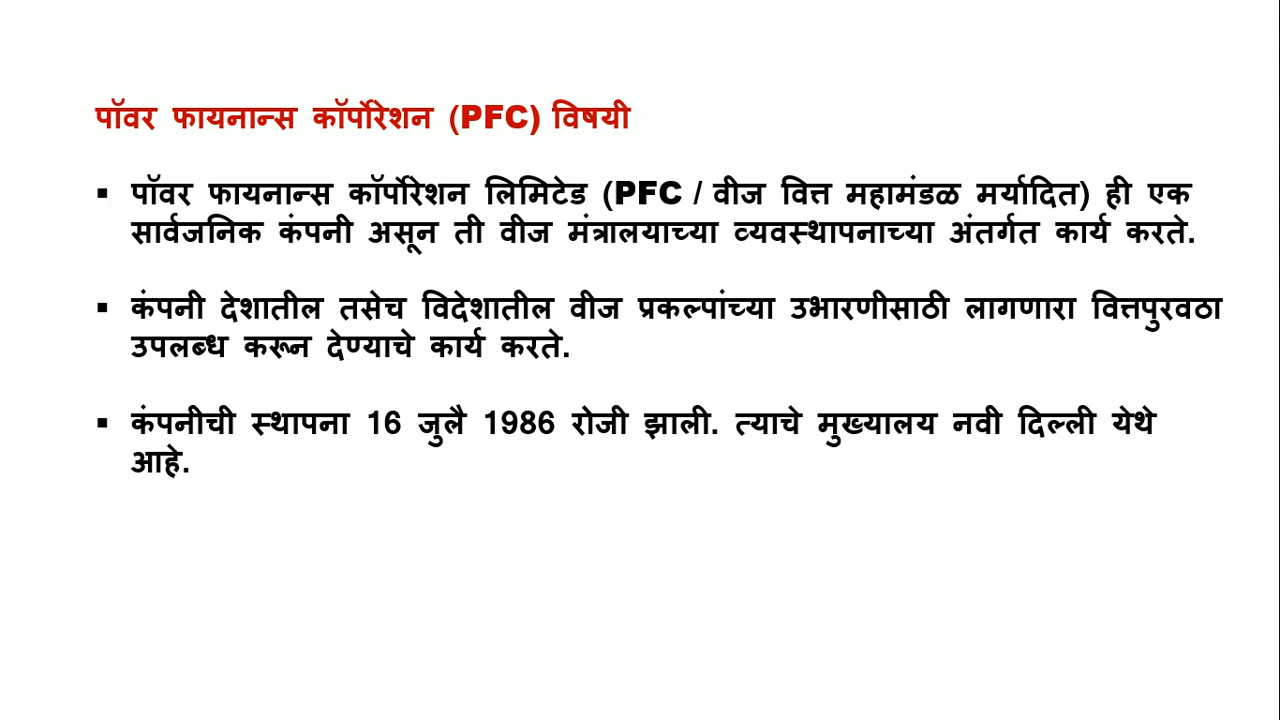 पॉवर फायनान्स कॉर्पोरेशन (PFC) विषयी
▪ पॉवर फायनान्स कॉर्पोरेशन लिमिटेड (PFC / वीज वित्त महामंडळ मर्यादित) ही एक
सार्वजनिक कंपनी असून ती वीज मंत्रालयाच्या व्यवस्थापनाच्या अंतर्गत कार्य करते.
▪ कंपनी देशातील तसेच विदेशातील वीज प्रकल्पांच्या उभारणीसाठी लागणारा वित्तपुरवठा
उपलब्ध करून देण्याचे कार्य करते.
▪ कंपनीची स्थापना 16 जुलै 1986 रोजी झाली. त्याचे मुख्यालय नवी दिल्ली येथे
आहे.